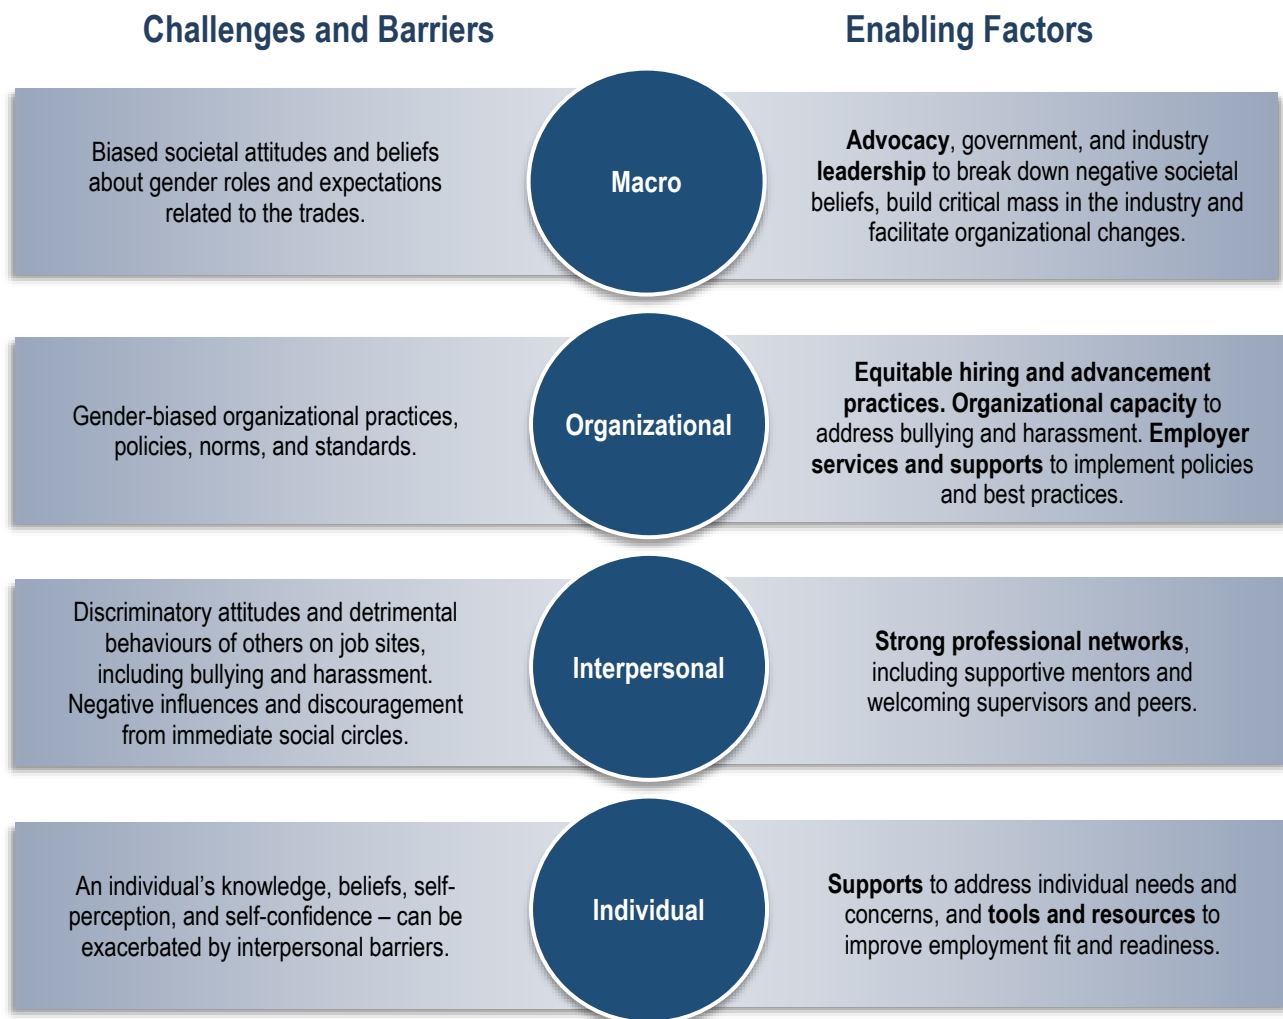 Challenges and Barriers
Enabling Factors
Biased societal attitudes and beliefs
about gender roles and expectations
related to the trades.
Macro
Advocacy, government, and industry
leadership to break down negative societal
beliefs, build critical mass in the industry and
facilitate organizational changes.
Gender-biased organizational practices,
policies, norms, and standards.
Organizational
Equitable hiring and advancement
practices. Organizational capacity to
address bullying and harassment. Employer
services and supports to implement policies
and best practices.
Discriminatory attitudes and detrimental
behaviours of others on job sites,
including bullying and harassment.
Negative influences and discouragement
from immediate social circles.
Interpersonal
Strong professional networks,
including supportive mentors and
welcoming supervisors and peers.
An individual’s knowledge, beliefs, self-
perception, and self-confidence – can be
exacerbated by interpersonal barriers.
Individual
Supports to address individual needs and
concerns, and tools and resources to
improve employment fit and readiness.